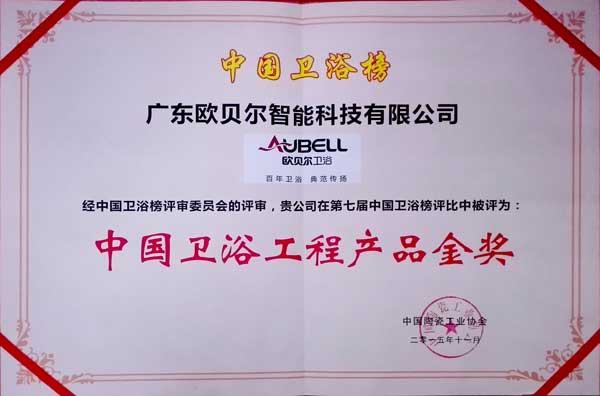 中国卫浴榜
广东欧贝尔智能科技有限公司
AUBELL
欧贝尔卫浴
百年卫浴 典范传扬
经中国卫浴榜评审委员会的评审，贵公司在第七届中国卫浴榜评比中被评为：
中国卫浴工程产品金奖
中国陶瓷工业协会
二〇一五年十一月